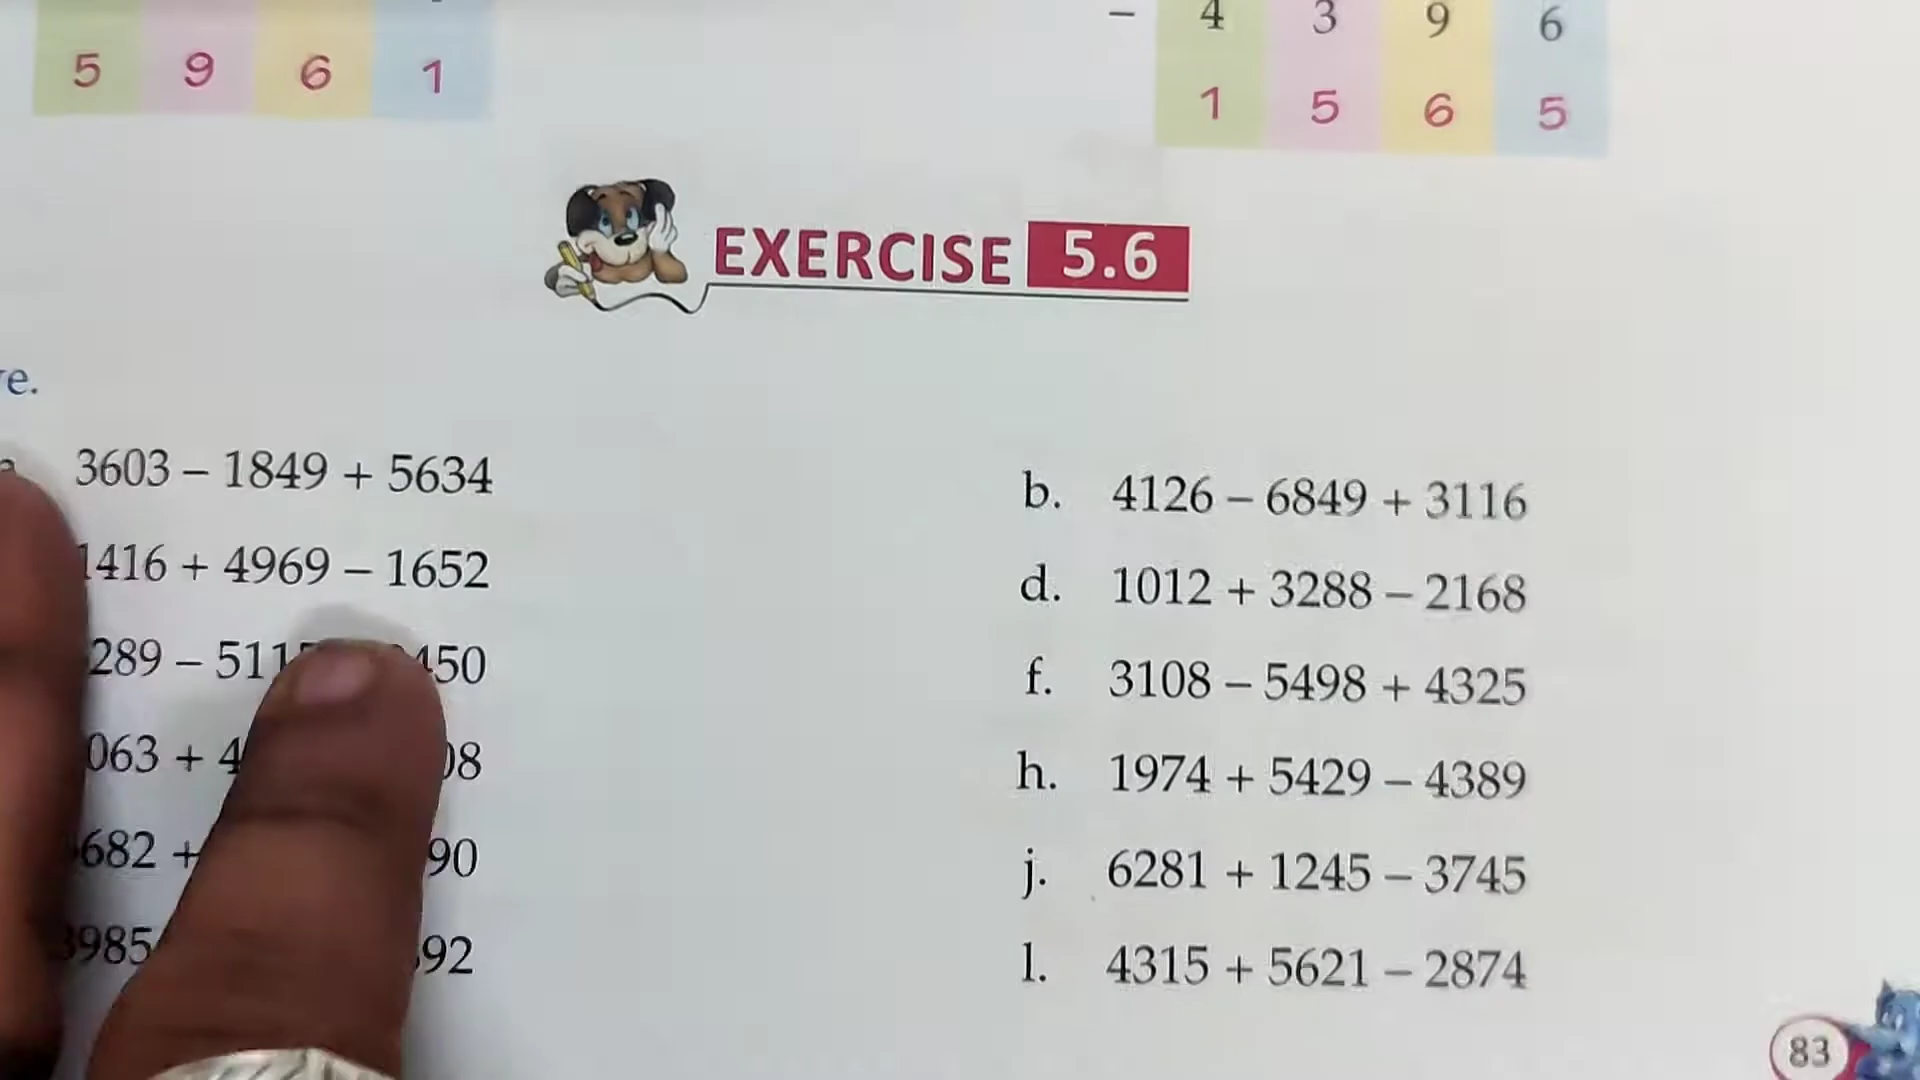 – 4 3 9 6
5 9 6 1
1 5 6 5
EXERCISE 5.6
3603 – 1849 + 5634
b. 4126 – 6849 + 3116
1416 + 4969 – 1652
d. 1012 + 3288 – 2168
289 – 511 450
f. 3108 – 5498 + 4325
063 + 4 08
h. 1974 + 5429 – 4389
682 + 90
j. 6281 + 1245 – 3745
3985 92
l. 4315 + 5621 – 2874
83